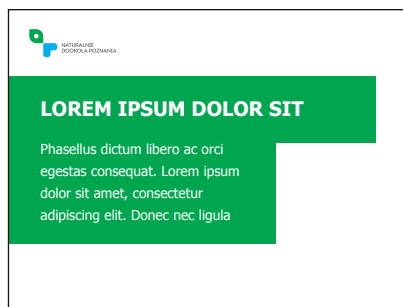 NATURALNIE
DOOKOŁA POZNANIA
LOREM IPSUM DOLOR SIT
Phasellus dictum libero ac orci
egestas consequat. Lorem ipsum
dolor sit amet, consectetur
adipiscing elit. Donec nec ligula